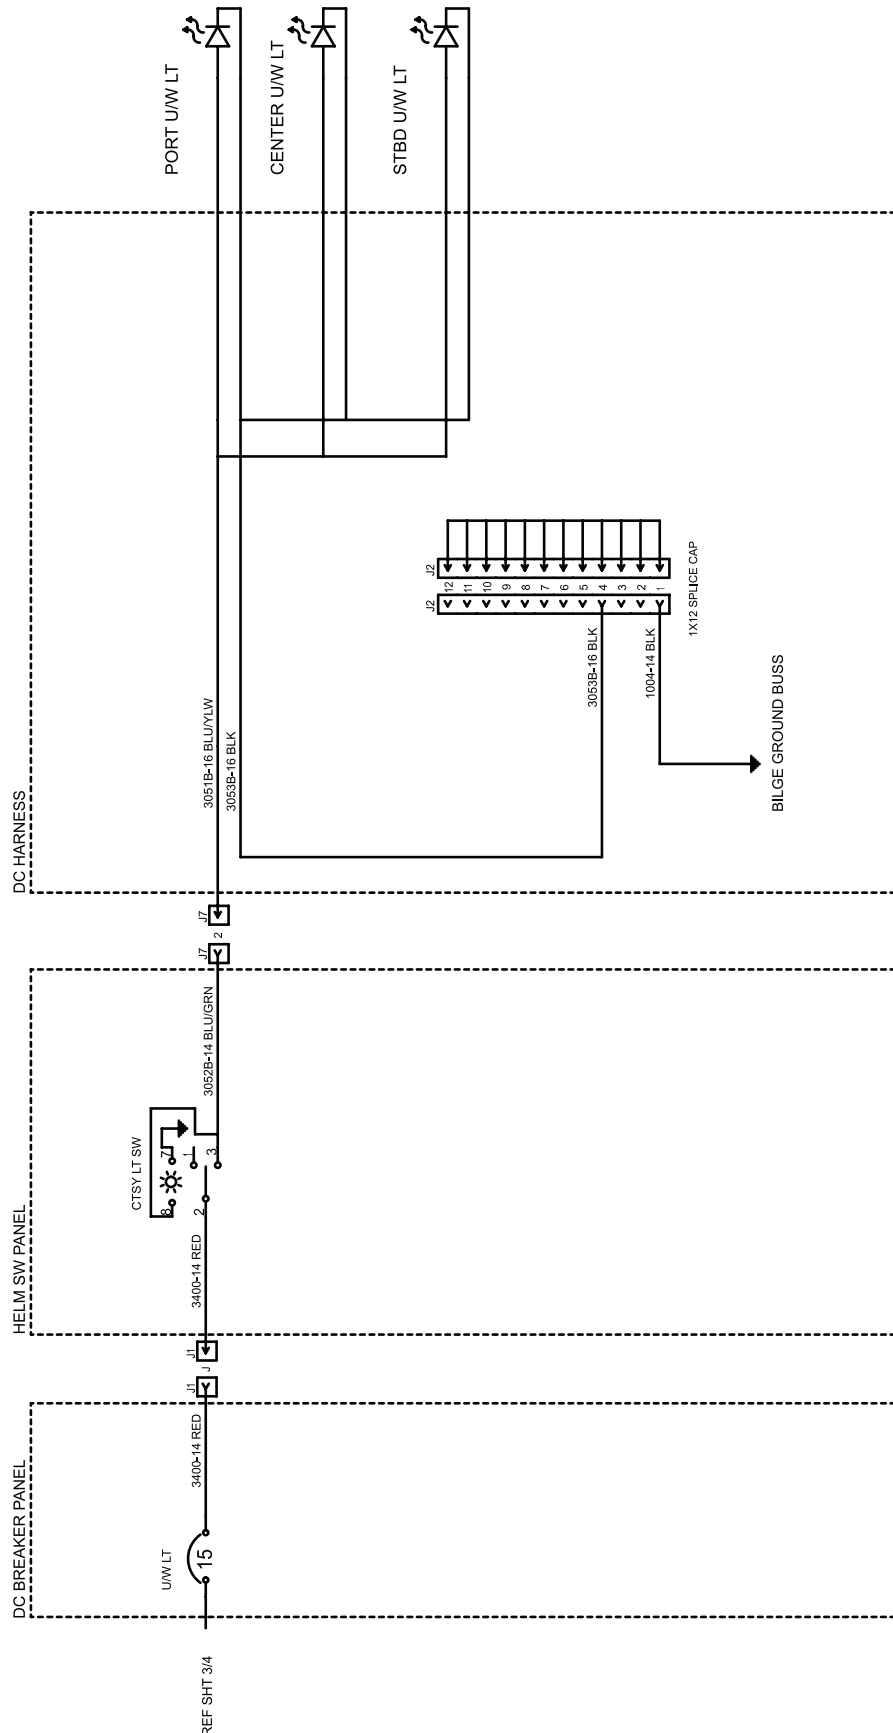 PORT U/W LT
CENTER U/W LT
STBD U/W LT
DC HARNESS
3051B-16 BLU/YLW
3053B-16 BLK
J2
J2
12
11
10
9
8
7
6
5
4
3
2
1
1X12 SPLICE CAP
3053B-16 BLK
1004-14 BLK
BILGE GROUND BUSS
J7
2
J7
HELM SW PANEL
3052B-14 BLU/GRN
CTSY LT SW
7
8
1
3
2
3400-14 RED
J1
J
J1
DC BREAKER PANEL
3400-14 RED
U/W LT
15
REF SHT 3/4